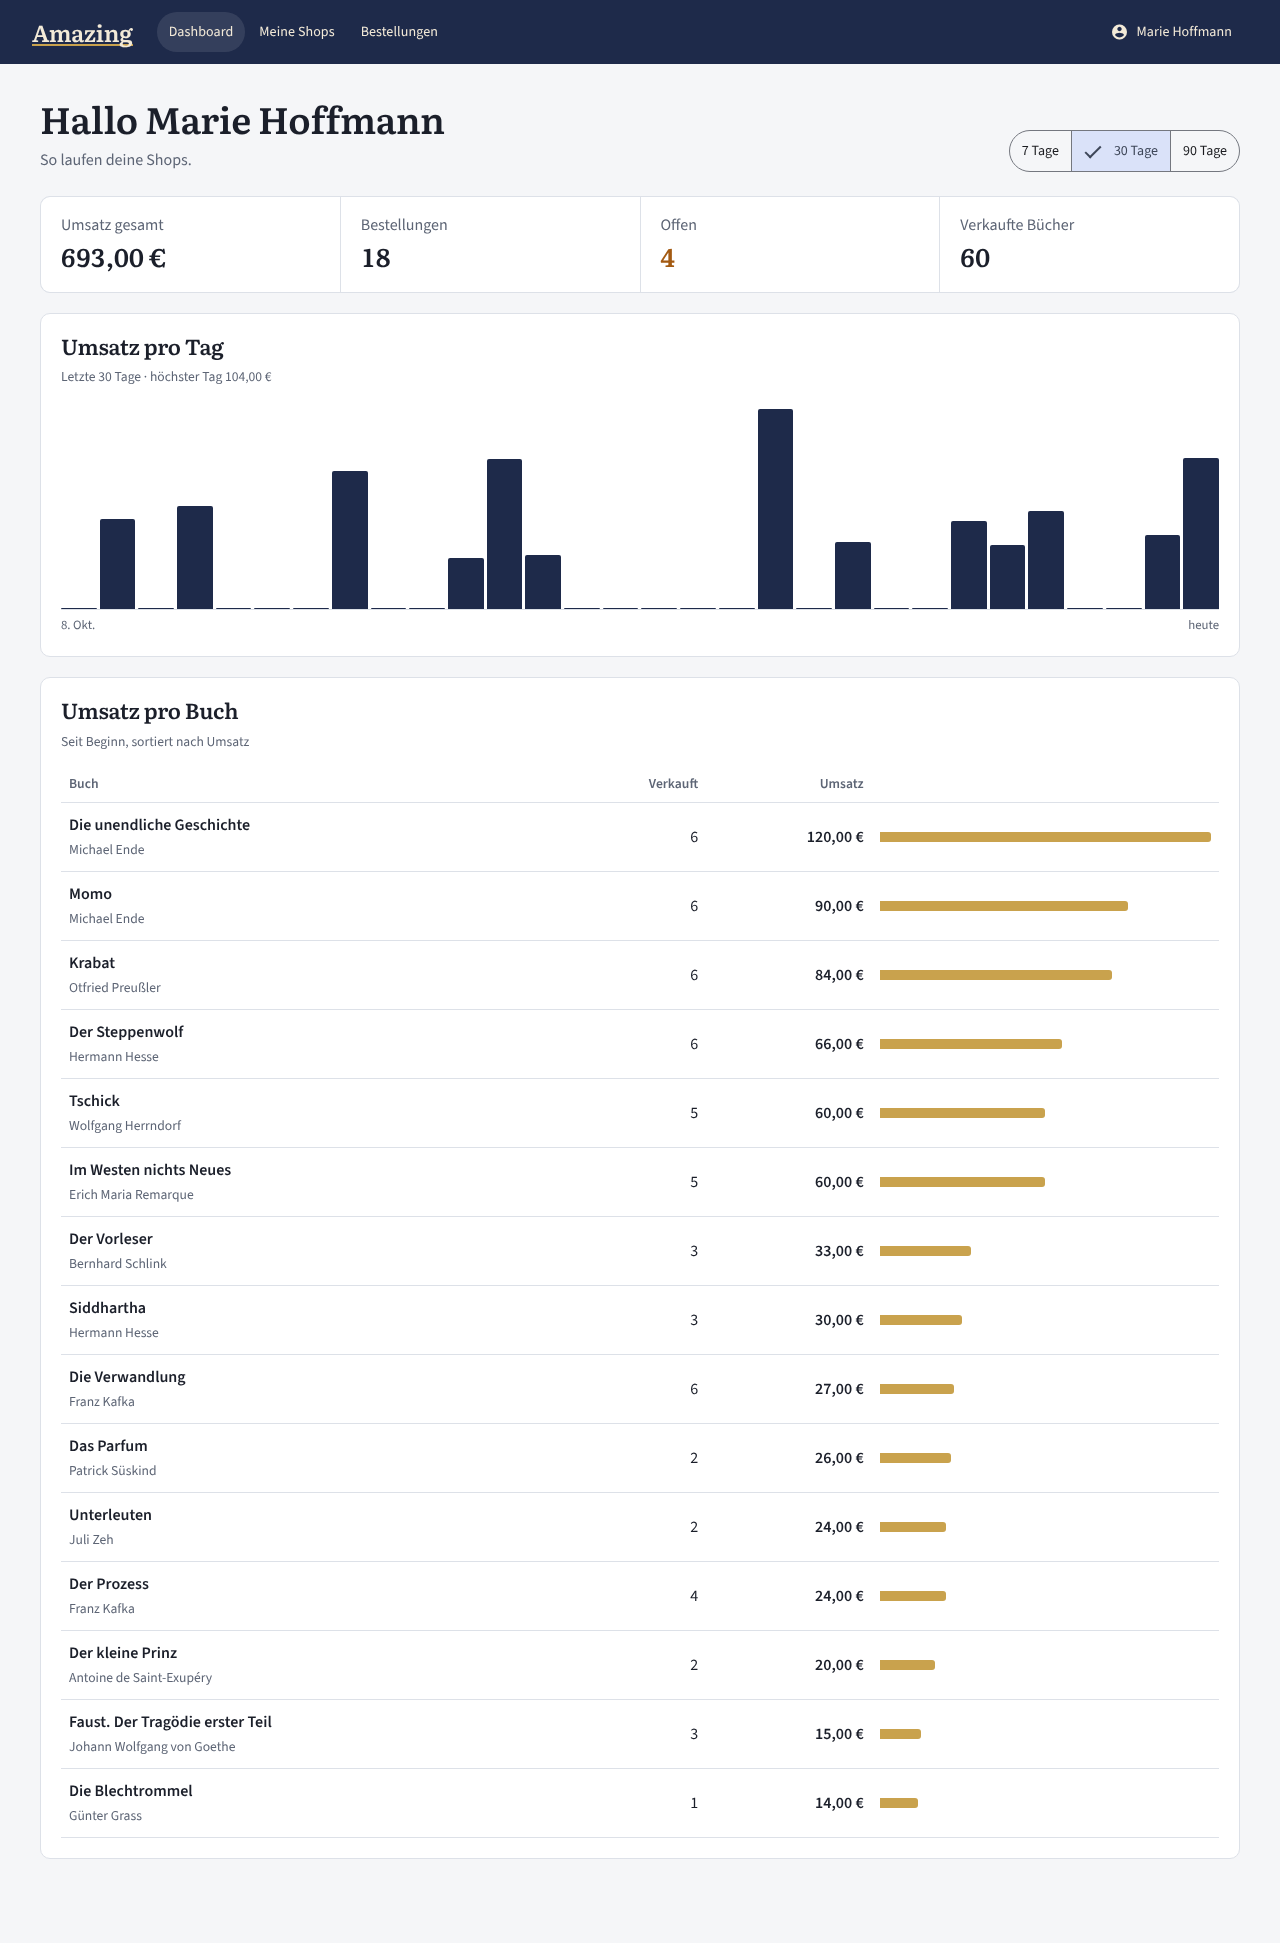 Amazing
Dashboard
Meine Shops
Bestellungen
Marie Hoffmann
Hallo Marie Hoffmann
So laufen deine Shops.
7 Tage
30 Tage
90 Tage
Umsatz gesamt
693,00 €
Bestellungen
18
Offen
4
Verkaufte Bücher
60
Umsatz pro Tag
Letzte 30 Tage · höchster Tag 104,00 €
8. Okt.
heute
Umsatz pro Buch
Seit Beginn, sortiert nach Umsatz
Buch Verkauft Umsatz
Die unendliche Geschichte
Michael Ende
6 120,00 €
Momo
Michael Ende
6 90,00 €
Krabat
Otfried Preußler
6 84,00 €
Der Steppenwolf
Hermann Hesse
6 66,00 €
Tschick
Wolfgang Herrndorf
5 60,00 €
Im Westen nichts Neues
Erich Maria Remarque
5 60,00 €
Der Vorleser
Bernhard Schlink
3 33,00 €
Siddhartha
Hermann Hesse
3 30,00 €
Die Verwandlung
Franz Kafka
6 27,00 €
Das Parfum
Patrick Süskind
2 26,00 €
Unterleuten
Juli Zeh
2 24,00 €
Der Prozess
Franz Kafka
4 24,00 €
Der kleine Prinz
Antoine de Saint-Exupéry
2 20,00 €
Faust. Der Tragödie erster Teil
Johann Wolfgang von Goethe
3 15,00 €
Die Blechtrommel
Günter Grass
1 14,00 €